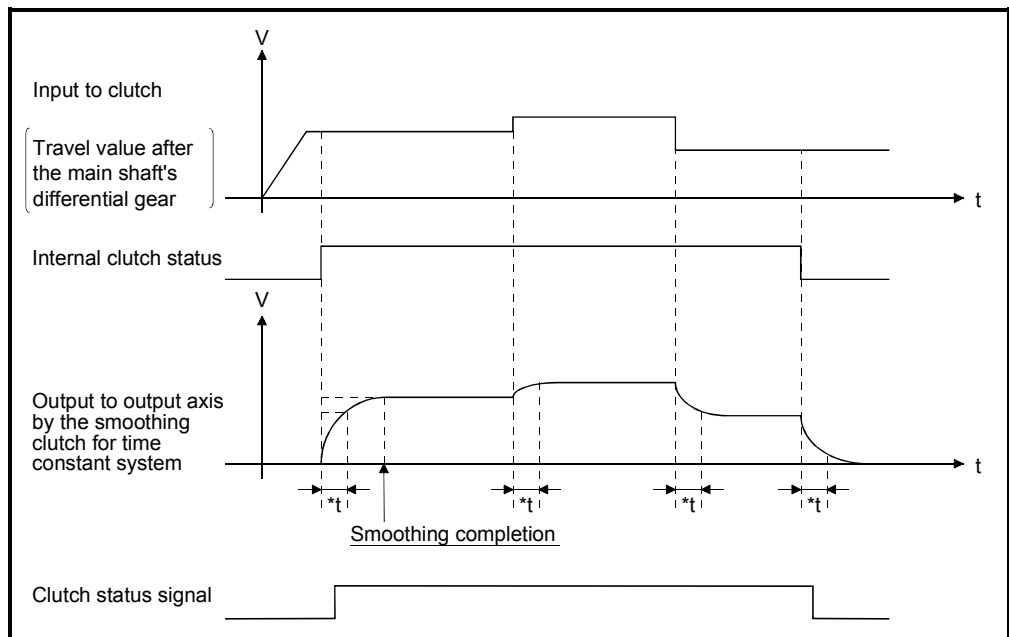 V
Input to clutch
Travel value after
the main shaft's
differential gear
t
Internal clutch status
V
Output to output axis
by the smoothing
clutch for time
constant system
t
*t
*t
*t
*t
Smoothing completion
Clutch status signal